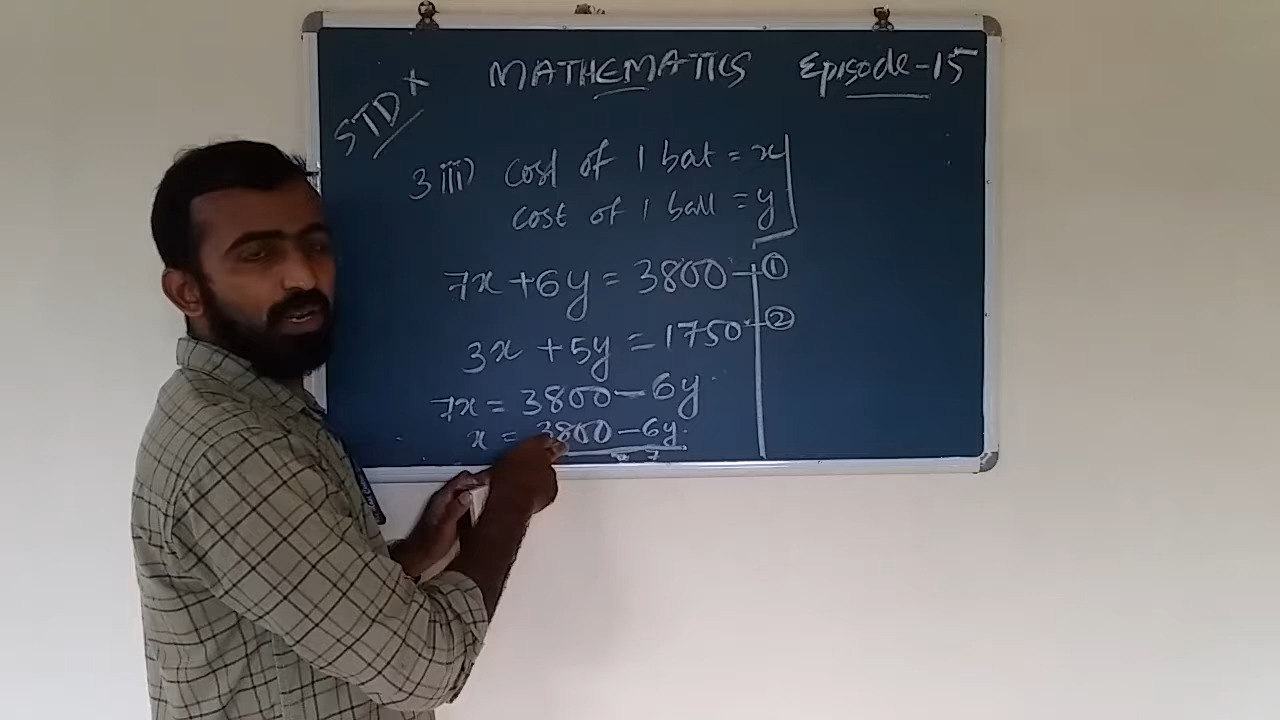 MATHEMATICS Episode-15
STD X
3 iii) cost of 1 bat = x
cost of 1 ball = y
7x + 6y = 3800 — ①
3x + 5y = 1750 — ②
7x = 3800 — 6y
x = 3800 — 6y
7